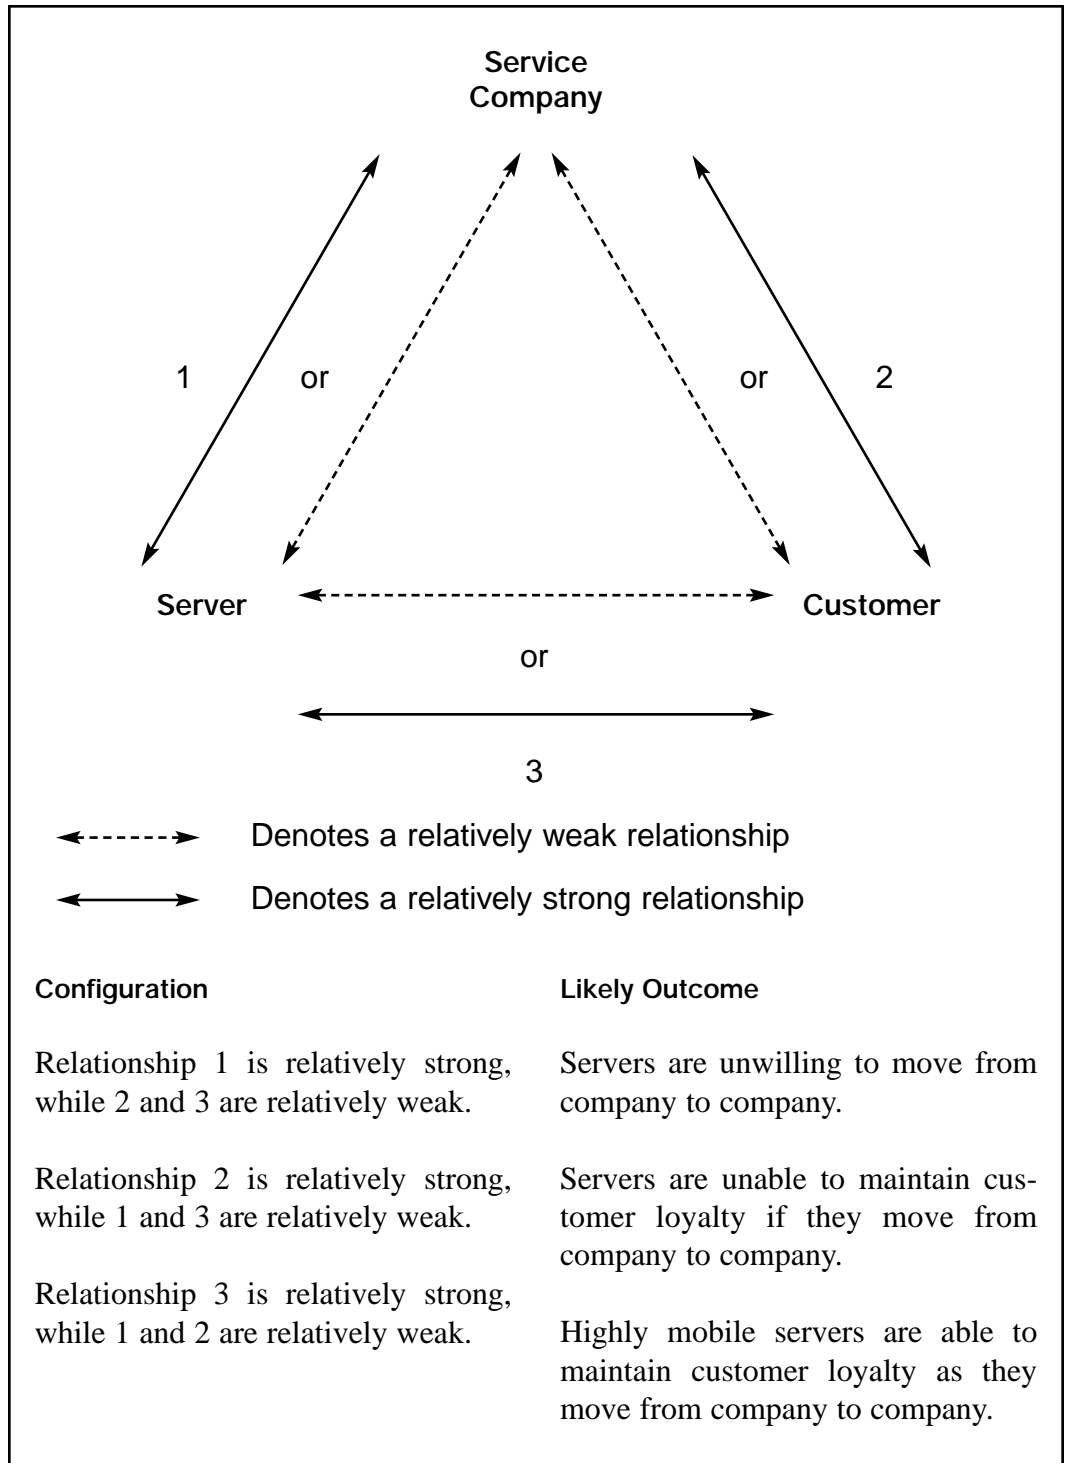 Service
Company
1
or
or
2
Server
Customer
or
3
Denotes a relatively weak relationship
Denotes a relatively strong relationship
Configuration
Relationship 1 is relatively strong,
while 2 and 3 are relatively weak.
Relationship 2 is relatively strong,
while 1 and 3 are relatively weak.
Relationship 3 is relatively strong,
while 1 and 2 are relatively weak.
Likely Outcome
Servers are unwilling to move from
company to company.
Servers are unable to maintain cus-
tomer loyalty if they move from
company to company.
Highly mobile servers are able to
maintain customer loyalty as they
move from company to company.